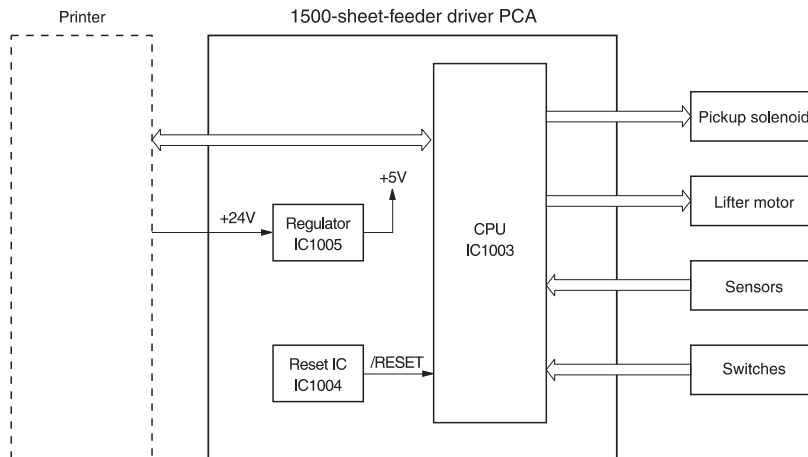 Printer
1500-sheet-feeder driver PCA
Pickup solenoid
+5V
+24V
Regulator
IC1005
Lifter motor
CPU
IC1003
Sensors
Reset IC
IC1004
/RESET
Switches